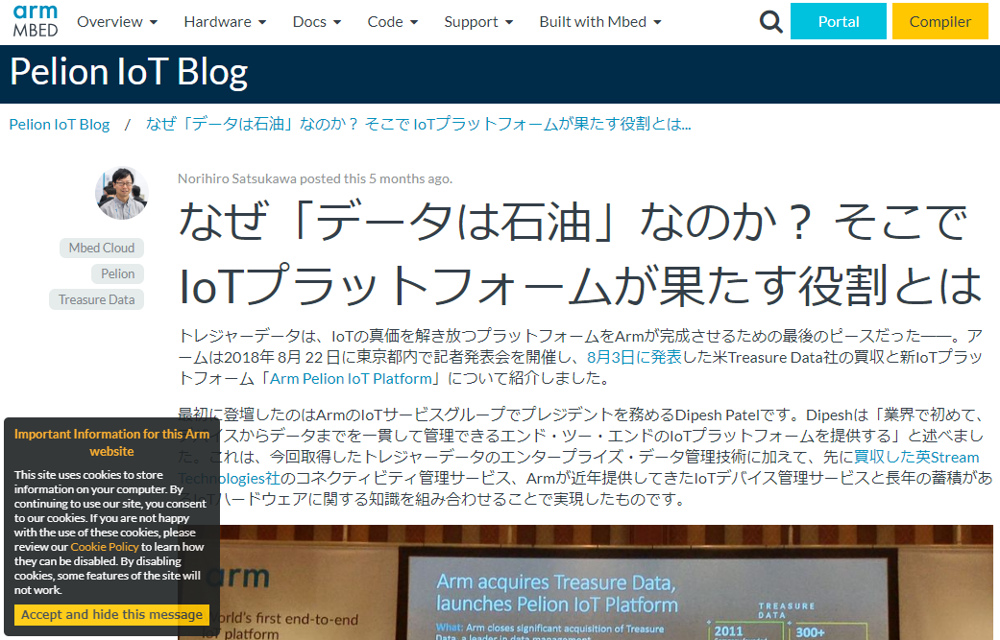 arm
MBED
Overview
Hardware
Docs
Code
Support
Built with Mbed
Portal
Compiler
Pelion IoT Blog
Pelion IoT Blog / なぜ「データは石油」なのか？ そこで IoTプラットフォームが果たす役割とは...
Norihiro Satsukawa posted this 5 months ago.
Mbed Cloud
Pelion
Treasure Data
なぜ「データは石油」なのか？ そこで
IoTプラットフォームが果たす役割とは
トレジャーデータは、IoTの真価を解き放つプラットフォームをArmが完成させるための最後のピースだった――。ア
ームは2018年 8月 22 日に東京都内で記者発表会を開催し、8月3日に発表した米Treasure Data社の買収と新IoTプラッ
トフォーム「Arm Pelion IoT Platform」について紹介しました。
最初に登壇したのはArmのIoTサービスグループでプレジデントを務めるDipesh Patelです。Dipeshは「業界で初めて、
デバイスからデータまでを一貫して管理できるエンド・ツー・エンドのIoTプラットフォームを提供する」と述べまし
た。これは、今回取得したトレジャーデータのエンタープライズ・データ管理技術に加えて、先に買収した英Stream
Technologies社のコネクティビティ管理サービス、Armが近年提供してきたIoTデバイス管理サービスと長年の蓄積があ
るIoTハードウェアに関する知識を組み合わせることで実現したものです。
Important Information for this Arm
website
This site uses cookies to store
information on your computer. By
continuing to use our site, you consent
to our cookies. If you are not happy
with the use of these cookies, please
review our Cookie Policy to learn how
they can be disabled. By disabling
cookies, some features of the site will
not work.
Accept and hide this message
arm
World's first end-to-end
IoT platform
Arm acquires Treasure Data,
launches Pelion IoT Platform
What: Arm closes significant acquisition of Treasure
Data, a leader in data management
TREASURE
DATA
2011
300+